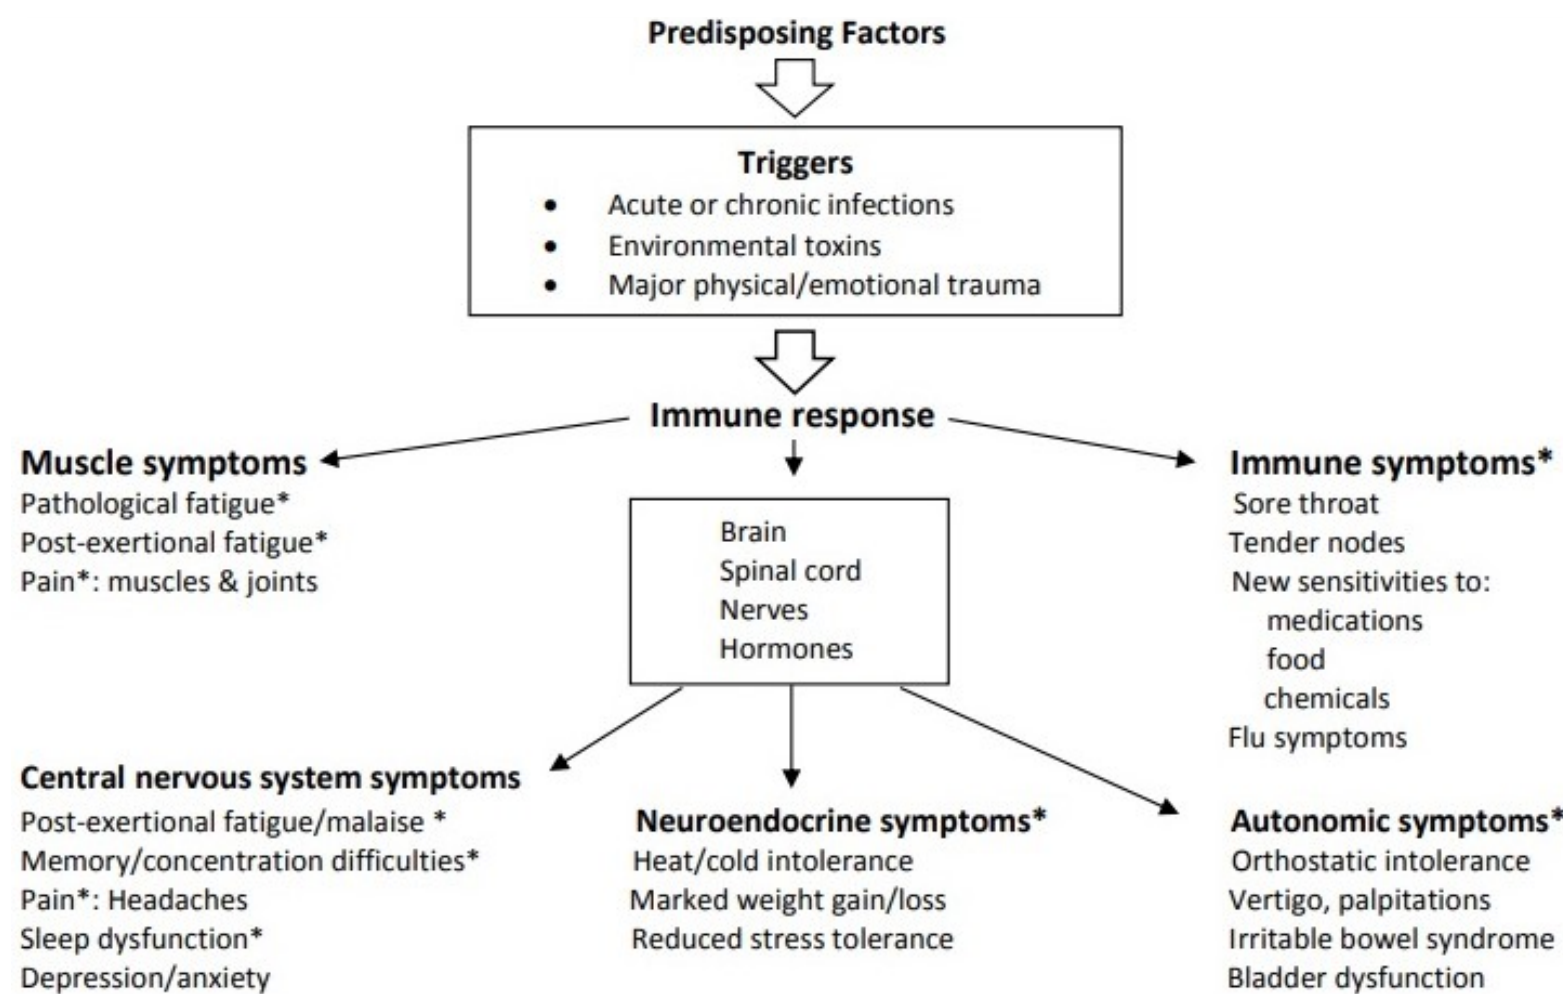 Predisposing Factors
Triggers
• Acute or chronic infections
• Environmental toxins
• Major physical/emotional trauma
Immune response
Muscle symptoms
Pathological fatigue*
Post-exertional fatigue*
Pain*: muscles & joints
Brain
Spinal cord
Nerves
Hormones
Immune symptoms*
Sore throat
Tender nodes
New sensitivities to:
medications
food
chemicals
Flu symptoms
Central nervous system symptoms
Post-exertional fatigue/malaise *
Memory/concentration difficulties*
Pain*: Headaches
Sleep dysfunction*
Depression/anxiety
Neuroendocrine symptoms*
Heat/cold intolerance
Marked weight gain/loss
Reduced stress tolerance
Autonomic symptoms*
Orthostatic intolerance
Vertigo, palpitations
Irritable bowel syndrome
Bladder dysfunction